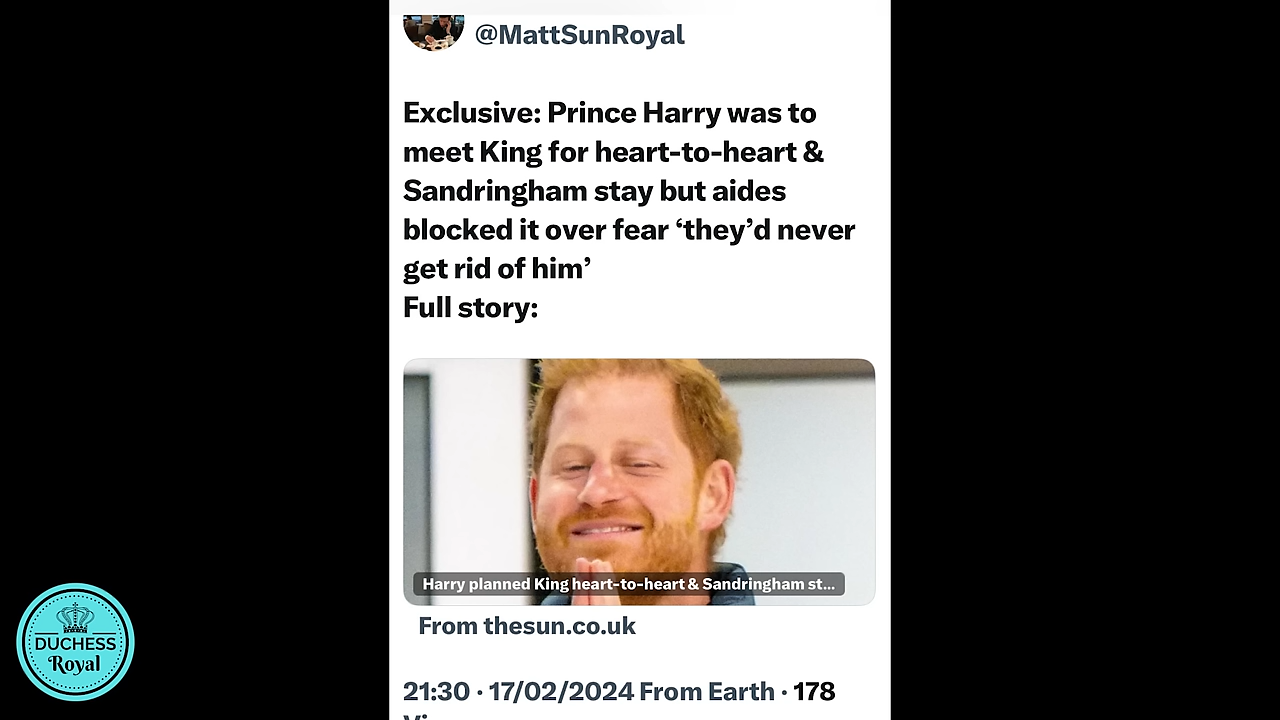 @MattSunRoyal
Exclusive: Prince Harry was to
meet King for heart-to-heart &
Sandringham stay but aides
blocked it over fear ‘they’d never
get rid of him’
Full story:
Harry planned King heart-to-heart & Sandringham st...
From thesun.co.uk
DUCHESS
Royal
21:30 · 17/02/2024 From Earth · 178